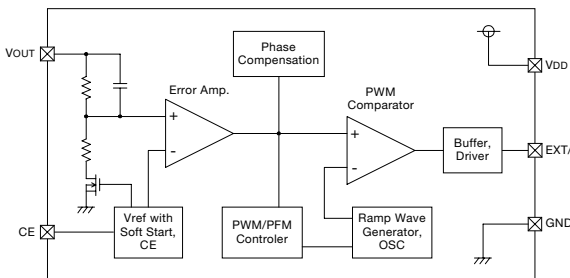 VOUT
Phase
Compensation
VDD
Error Amp.
PWM
Comparator
+
-
+
-
Buffer,
Driver
EXT/
CE
Vref with
Soft Start,
CE
PWM/PFM
Controler
Ramp Wave
Generator,
OSC
GND